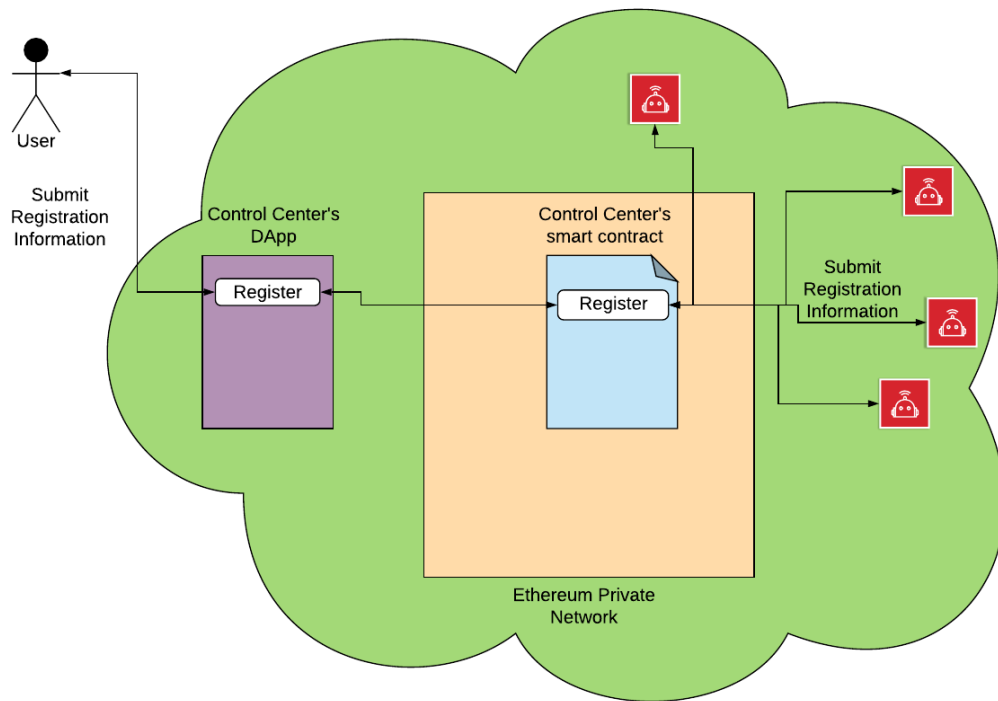 User
Submit
Registration
Information
Control Center's
DApp
Register
Control Center's
smart contract
Register
Submit
Registration
Information
Ethereum Private
Network